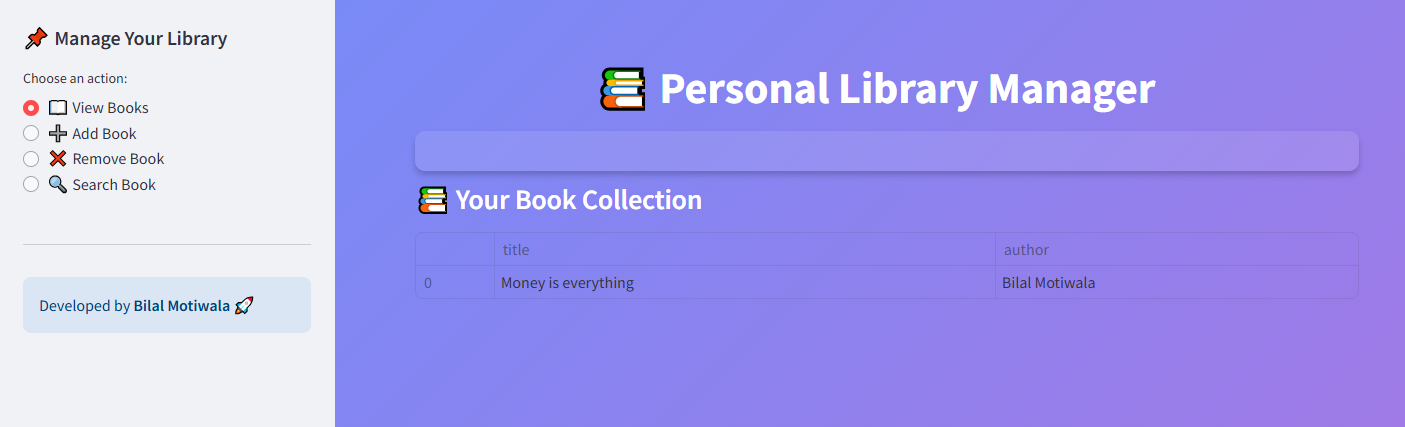 📌 Manage Your Library
Choose an action:
📖 View Books
➕ Add Book
❌ Remove Book
🔍 Search Book
Developed by Bilal Motiwala 🚀
📚 Personal Library Manager
📚 Your Book Collection
title author
0 Money is everything Bilal Motiwala